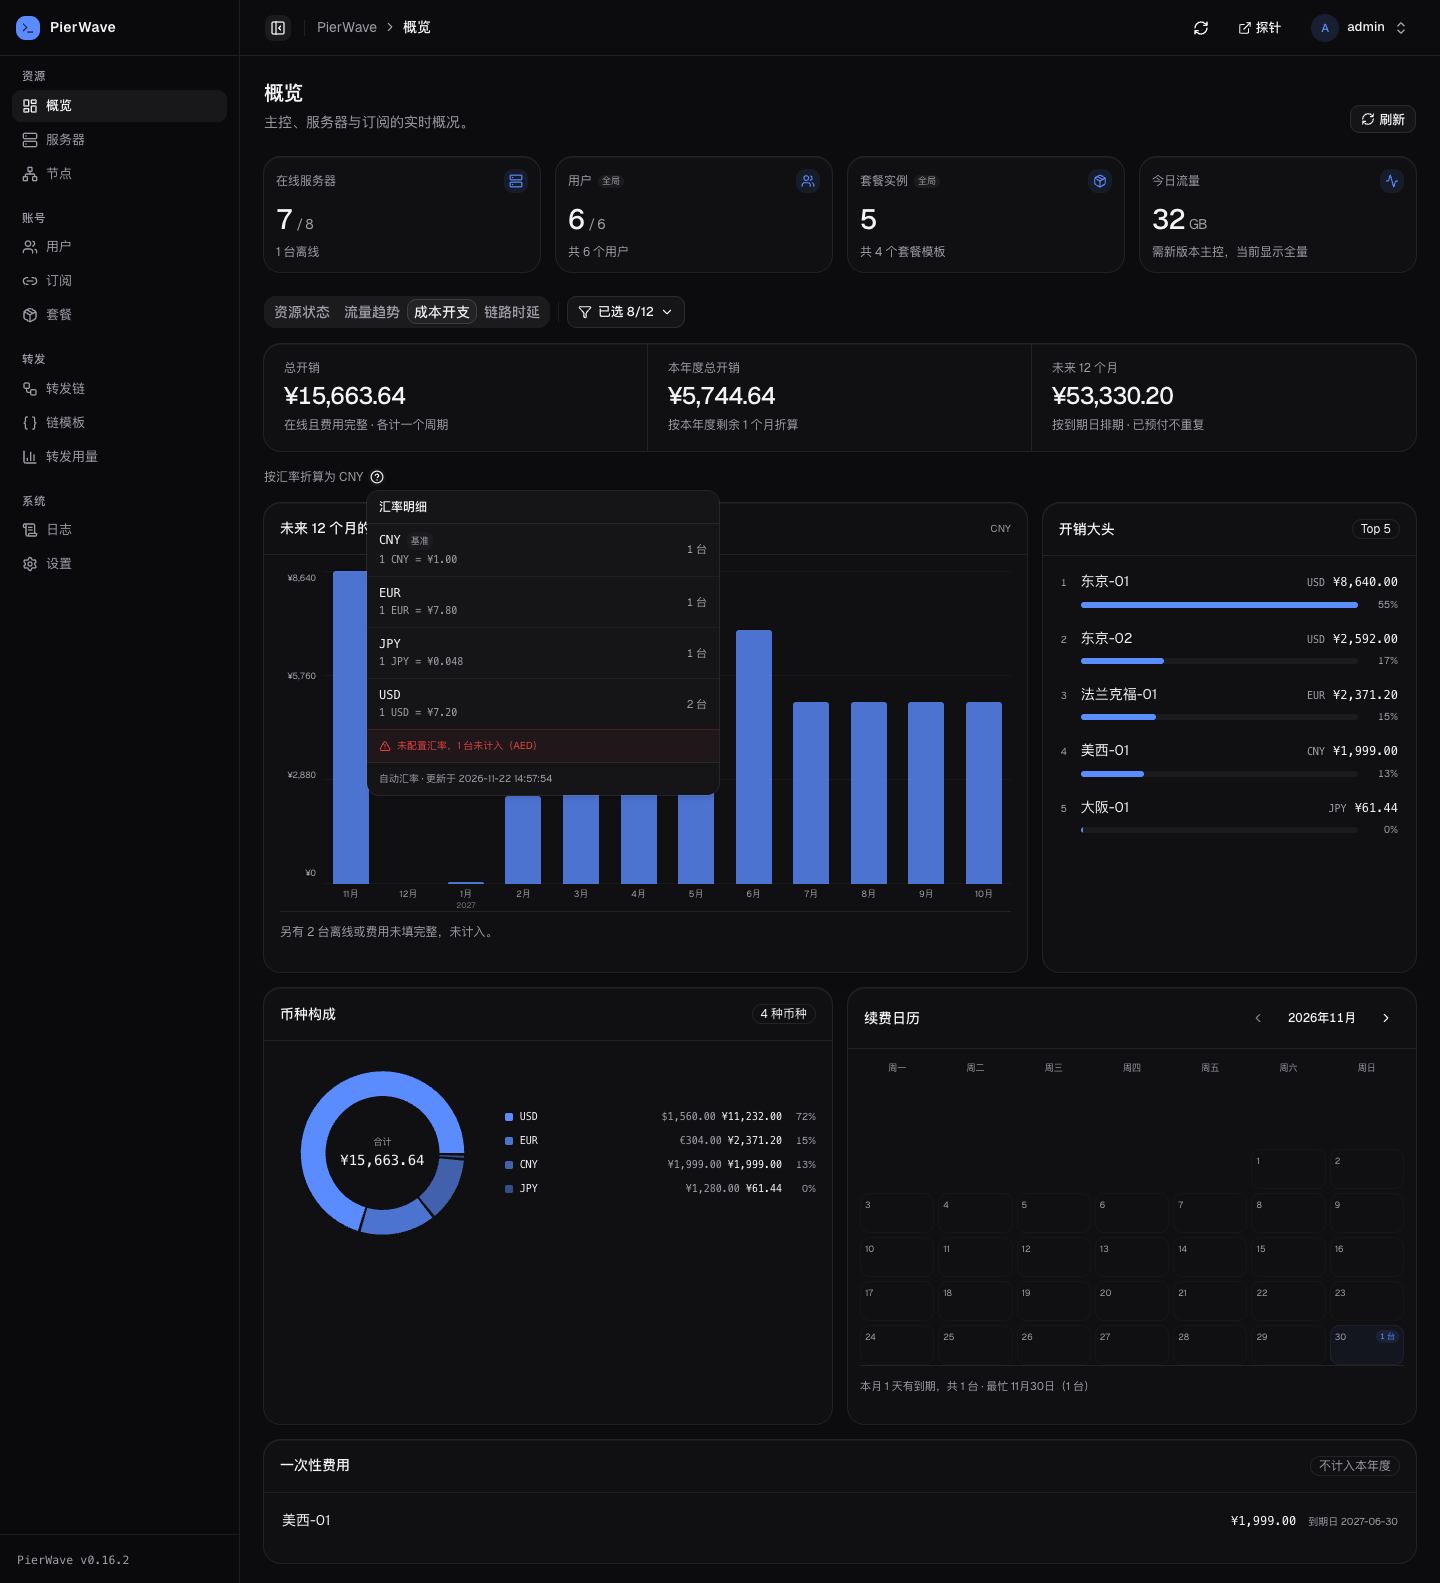 PierWave
资源
概览
服务器
节点
账号
用户
订阅
套餐
转发
转发链
链模板
转发用量
系统
日志
设置
PierWave v0.16.2
PierWave > 概览
探针
A admin
概览
主控、服务器与订阅的实时概况。
刷新
在线服务器
7 / 8
1 台离线
用户 全局
6 / 6
共 6 个用户
套餐实例 全局
5
共 4 个套餐模板
今日流量
32 GB
需新版本主控，当前显示全量
资源状态 流量趋势 成本开支 链路时延
已选 8/12
总开销
¥15,663.64
在线且费用完整 · 各计一个周期
本年度总开销
¥5,744.64
按本年度剩余 1 个月折算
未来 12 个月
¥53,330.20
按到期日排期 · 已预付不重复
按汇率折算为 CNY
汇率明细
CNY 基准
1 CNY = ¥1.00
1 台
EUR
1 EUR = ¥7.80
1 台
JPY
1 JPY = ¥0.048
1 台
USD
1 USD = ¥7.20
2 台
未配置汇率，1 台未计入（AED）
自动汇率 · 更新于 2026-11-22 14:57:54
未来 12 个月的
CNY
¥8,640
¥5,760
¥2,880
¥0
11月 12月 1月 2月 3月 4月 5月 6月 7月 8月 9月 10月
2027
另有 2 台离线或费用未填完整，未计入。
开销大头
Top 5
1 东京-01 USD ¥8,640.00
55%
2 东京-02 USD ¥2,592.00
17%
3 法兰克福-01 EUR ¥2,371.20
15%
4 美西-01 CNY ¥1,999.00
13%
5 大阪-01 JPY ¥61.44
0%
币种构成
4 种币种
合计
¥15,663.64
USD $1,560.00 ¥11,232.00 72%
EUR €304.00 ¥2,371.20 15%
CNY ¥1,999.00 ¥1,999.00 13%
JPY ¥1,280.00 ¥61.44 0%
续费日历
2026年11月
周一 周二 周三 周四 周五 周六 周日
1 2
3 4 5 6 7 8 9
10 11 12 13 14 15 16
17 18 19 20 21 22 23
24 25 26 27 28 29 30 1 台
本月 1 天有到期，共 1 台 · 最忙 11月30日（1 台）
一次性费用
不计入本年度
美西-01
¥1,999.00 到期日 2027-06-30